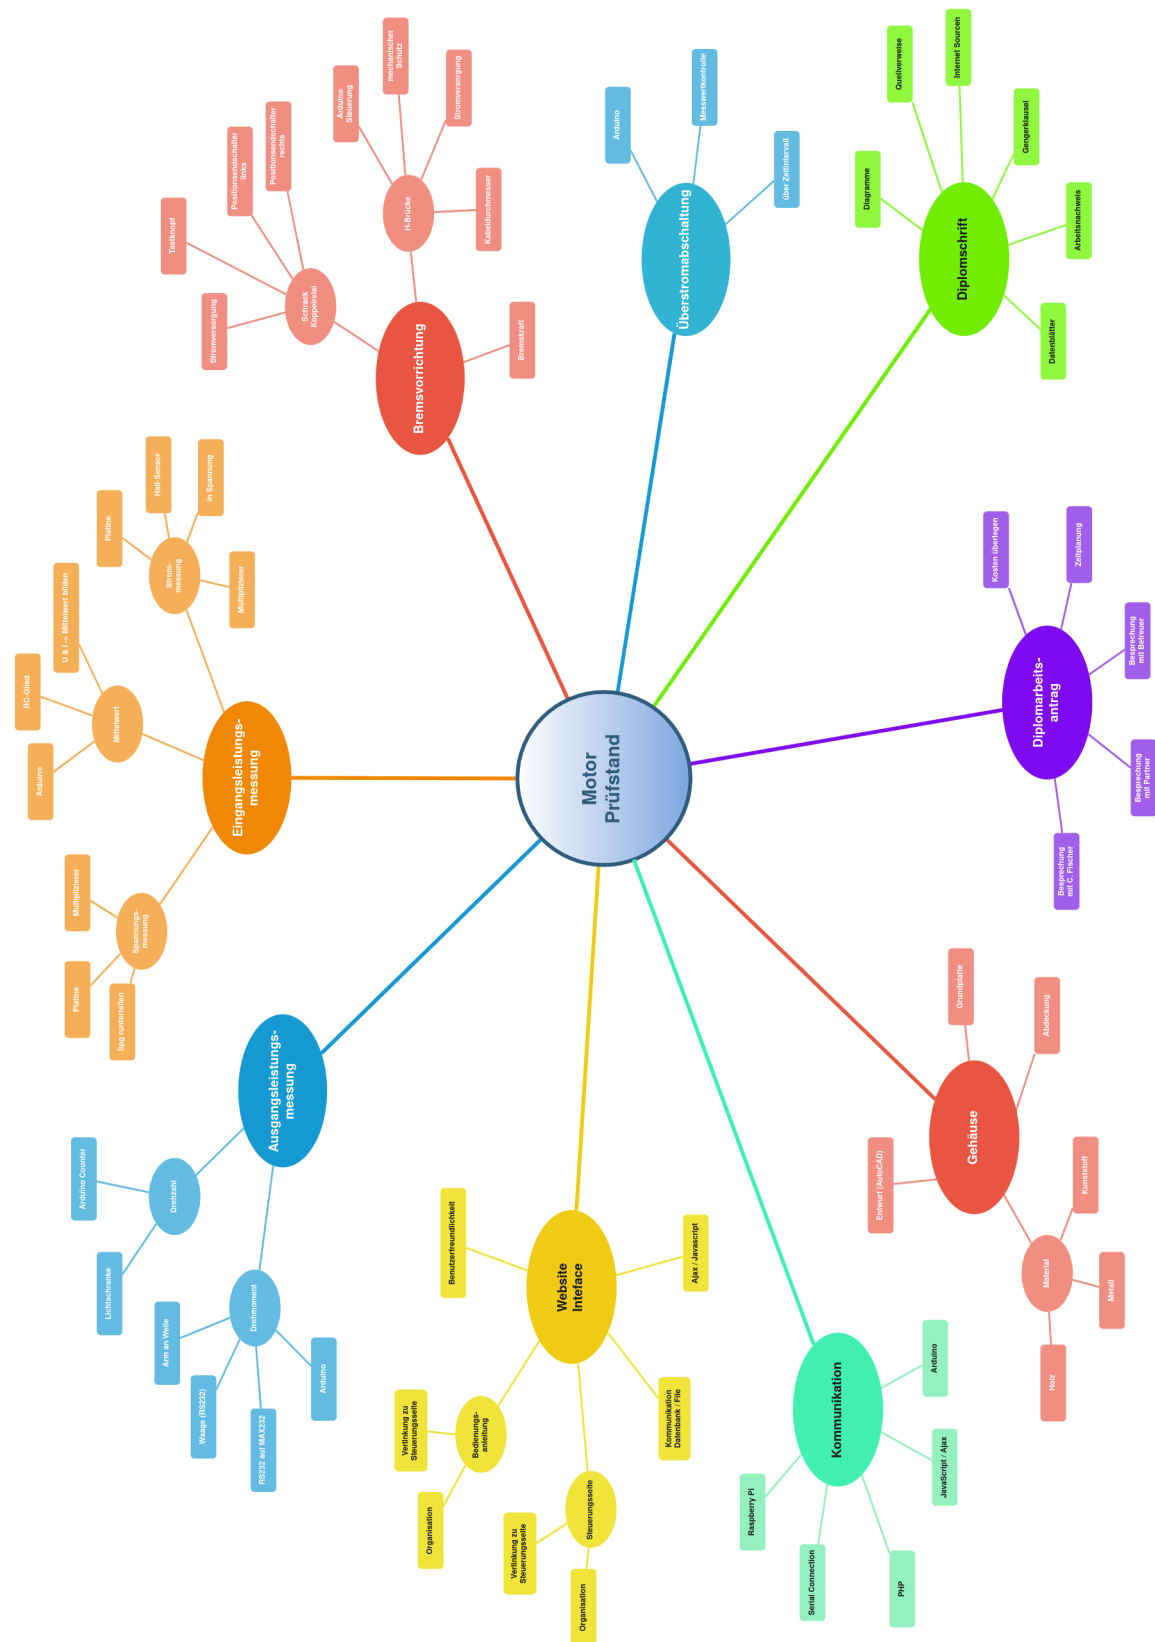 Motor
Prüfstand
Eingangsleistungs-
messung
Spannungs-
messung
Spg runterteilen
Platine
Multiplizierer
Mittelwert
Arduino
RC-Glied
U & I -> Mittelwert bilden
Strom-
messung
Platine
Hall-Sensor
in Spannung
Multiplizierer
Bremsvorrichtung
Schrack
Koppelrelai
Stromversorgung
Tastknopf
Positionsendschalter
links
Positionsendschalter
rechts
H-Brücke
Arduino
Steuerung
mechanischer
Schutz
Stromversorgung
Kabeldurchmesser
Bremskraft
Überstromabschaltung
Arduino
Messwertkontrolle
über Zeitintervall
Diplomschrift
Diagramme
Quellverweise
Internet Sourcen
Gengerklausel
Arbeitsnachweis
Datenblätter
Diplomarbeits-
antrag
Kosten überlegen
Zeitplanung
Besprechung
mit Betreuer
Besprechung
mit Partner
Besprechung
mit C. Fischer
Gehäuse
Grundplatte
Abdeckung
Entwurf (AutoCAD)
Material
Kunststoff
Metall
Holz
Kommunikation
Arduino
JavaScript / Ajax
PHP
Serial Connection
Raspberry Pi
Website
Inteface
Benutzerfreundlichkeit
Ajax / Javascript
Kommunikation
Datenbank / File
Steuerungsseite
Verlinkung zu
Steuerungsseite
Organisation
Bedienungs-
anleitung
Verlinkung zu
Steuerungsseite
Organisation
Ausgangsleistungs-
messung
Drehzahl
Arduino Counter
Lichtschranke
Drehmoment
Arm an Welle
Waage (RS232)
RS232 auf MAX232
Arduino